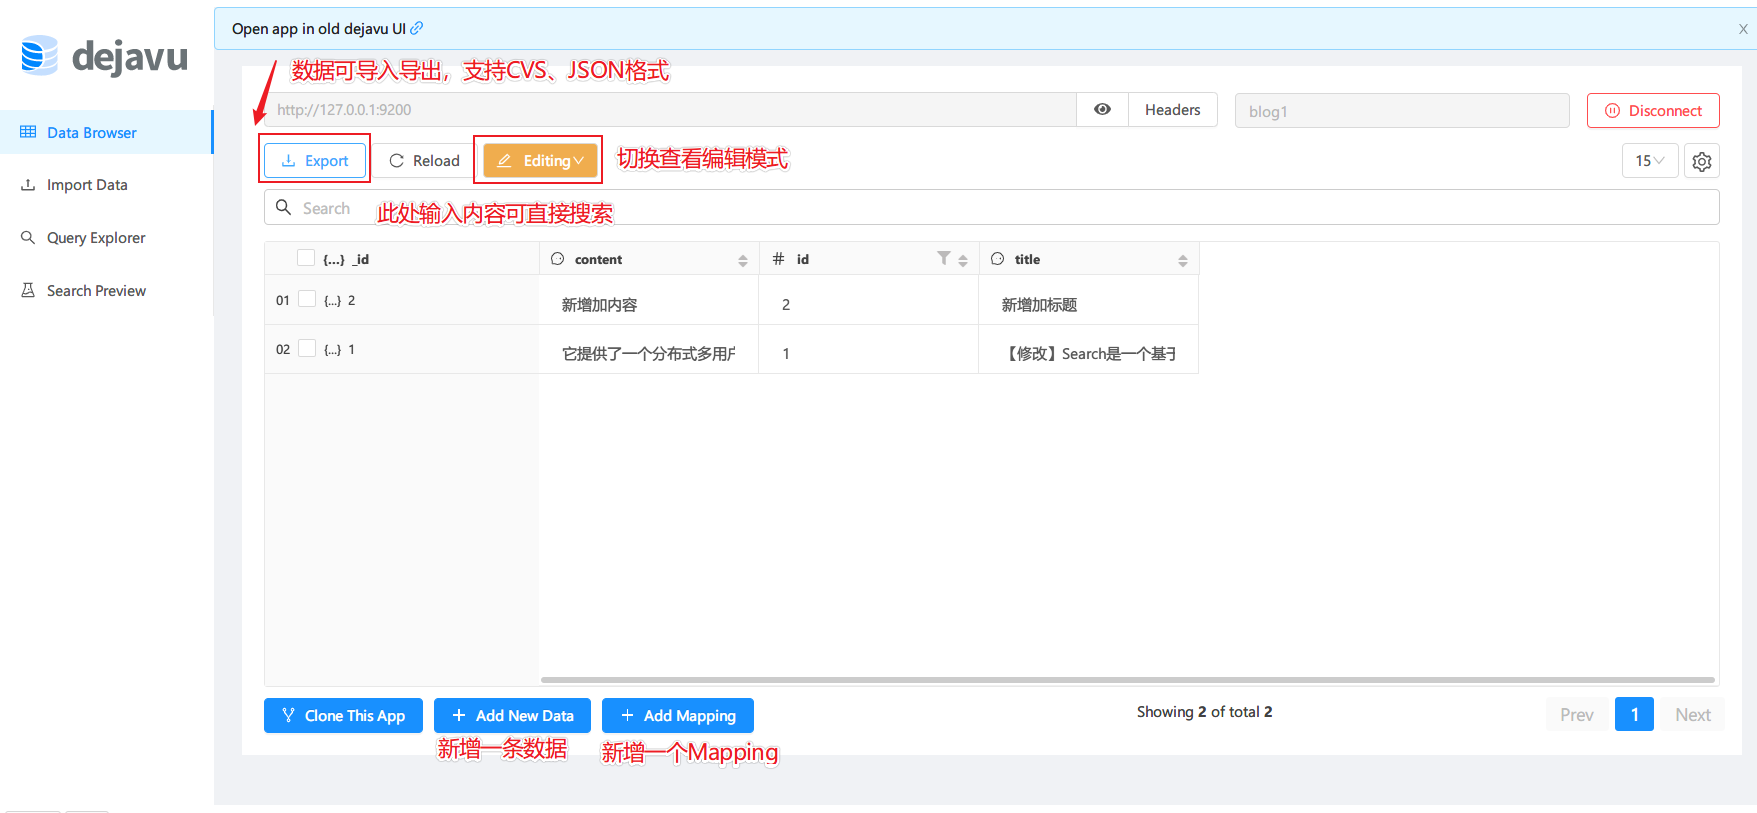 dejavu
Open app in old dejavu UI
X
数据可导入导出，支持CVS、JSON格式
http://127.0.0.1:9200
Headers
blog1
Disconnect
Data Browser
Import Data
Query Explorer
Search Preview
Export
Reload
Editing
切换查看编辑模式
15
Search
此处输入内容可直接搜索
{...} _id
content
# id
title
01 {...} 2
新增加内容
2
新增加标题
02 {...} 1
它提供了一个分布式多用户
1
【修改】Search是一个基于
Clone This App
+ Add New Data
+ Add Mapping
Showing 2 of total 2
Prev
1
Next
新增一条数据
新增一个Mapping